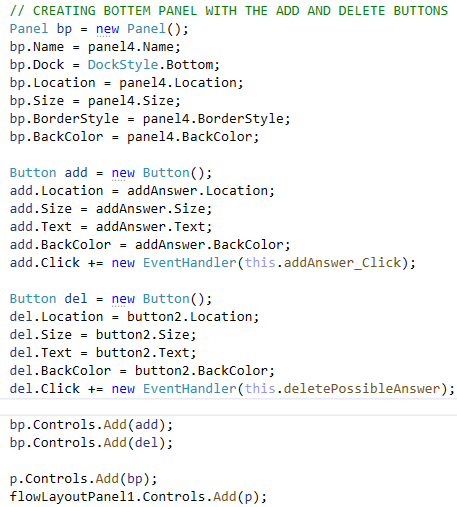 // CREATING BOTTEM PANEL WITH THE ADD AND DELETE BUTTONS
Panel bp = new Panel();
bp.Name = panel4.Name;
bp.Dock = DockStyle.Bottom;
bp.Location = panel4.Location;
bp.Size = panel4.Size;
bp.BorderStyle = panel4.BorderStyle;
bp.BackColor = panel4.BackColor;
Button add = new Button();
add.Location = addAnswer.Location;
add.Size = addAnswer.Size;
add.Text = addAnswer.Text;
add.BackColor = addAnswer.BackColor;
add.Click += new EventHandler(this.addAnswer_Click);
Button del = new Button();
del.Location = button2.Location;
del.Size = button2.Size;
del.Text = button2.Text;
del.BackColor = button2.BackColor;
del.Click += new EventHandler(this.deletePossibleAnswer);
bp.Controls.Add(add);
bp.Controls.Add(del);
p.Controls.Add(bp);
flowLayoutPanel1.Controls.Add(p);